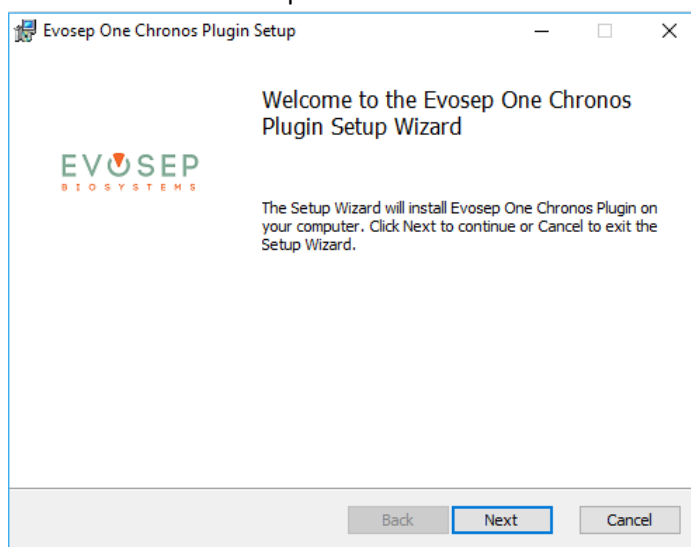 Evosep One Chronos Plugin Setup
Welcome to the Evosep One Chronos
Plugin Setup Wizard
EVOSEP
BIOSYSTEMS
The Setup Wizard will install Evosep One Chronos Plugin on
your computer. Click Next to continue or Cancel to exit the
Setup Wizard.
Back Next Cancel